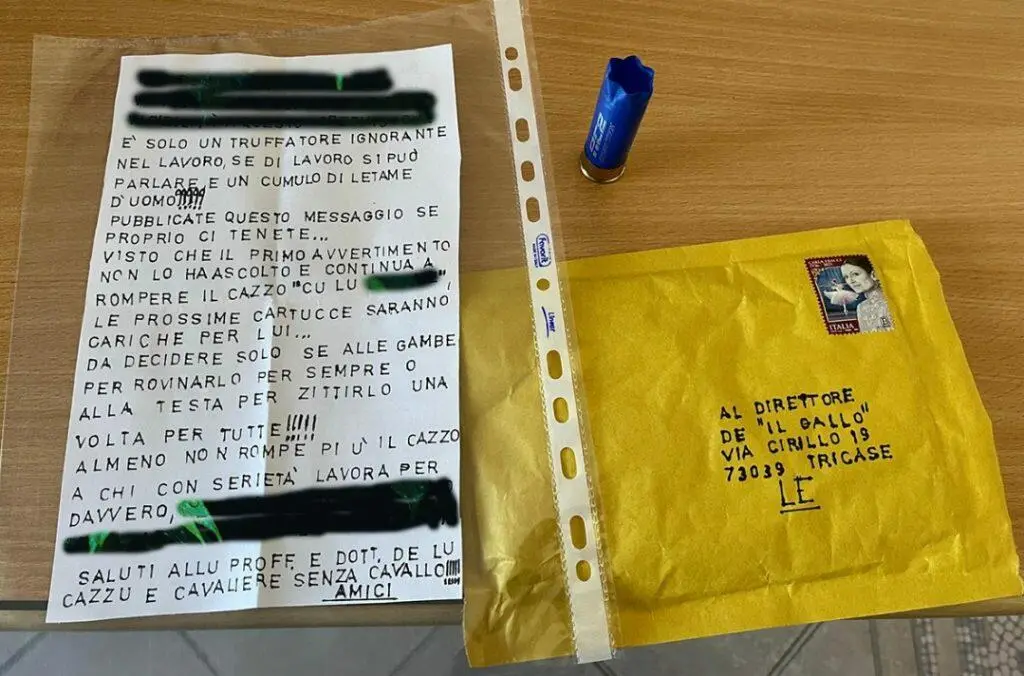 È SOLO UN TRUFFATORE IGNORANTE
NEL LAVORO, SE DI LAVORO SI PUÒ
PARLARE E UN CUMULO DI LETAME
D'UOMO!!!!!
PUBBLICATE QUESTO MESSAGGIO SE
PROPRIO CI TENETE...
VISTO CHE IL PRIMO AVVERTIMENTO
NON LO HA ASCOLTO E CONTINUA A
ROMPERE IL CAZZO "CU LU
LE PROSSIME CARTUCCE SARANNO
CARICHE PER LUI...
DA DECIDERE SOLO SE ALLE GAMBE
PER ROVINARLO PER SEMPRE O
ALLA TESTA PER ZITTIRLO UNA
VOLTA PER TUTTE!!!!!
ALMENO NON ROMPE PIÙ IL CAZZO
A CHI CON SERIETÀ LAVORA PER
DAVVERO,
SALUTI ALLU PROFF. E DOTT. DE LU
CAZZU E CAVALIERE SENZA CAVALLO!!!!
AMICI
Favorit
Linear
ITALIA
AL DIRETTORE
DE "IL GALLO"
VIA CIRILLO 19
73039 TRICASE
LE